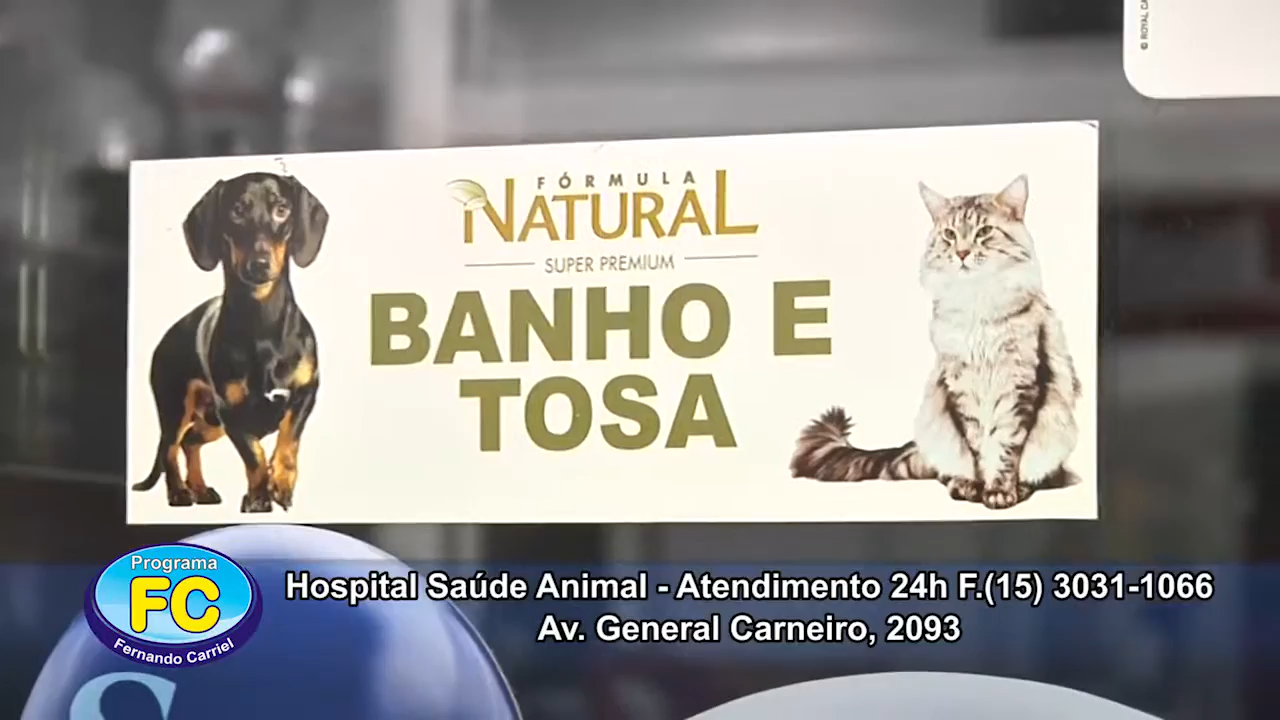 FÓRMULA
NATURAL
SUPER PREMIUM
BANHO E
TOSA
Programa
FC
Fernando Carriel
Hospital Saúde Animal - Atendimento 24h F.(15) 3031-1066
Av. General Carneiro, 2093